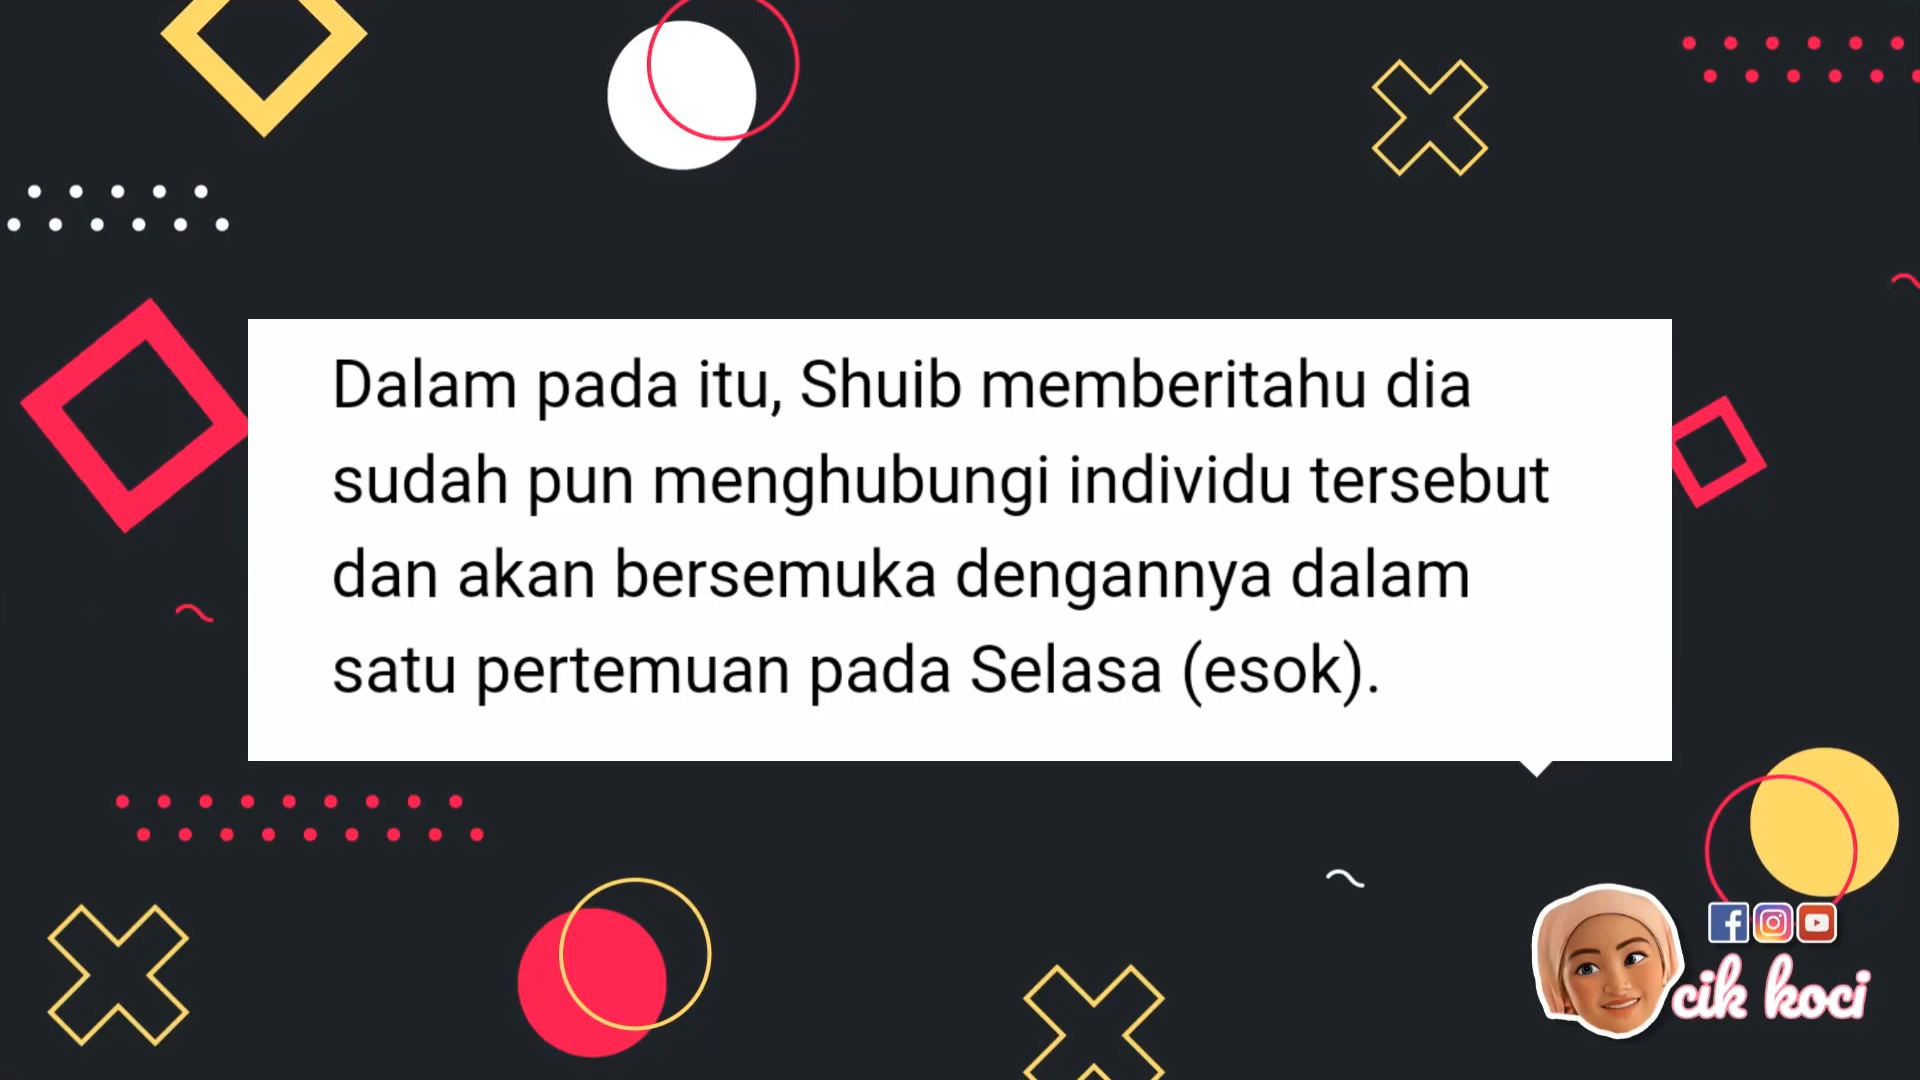 Dalam pada itu, Shuib memberitahu dia
sudah pun menghubungi individu tersebut
dan akan bersemuka dengannya dalam
satu pertemuan pada Selasa (esok).
cik koci